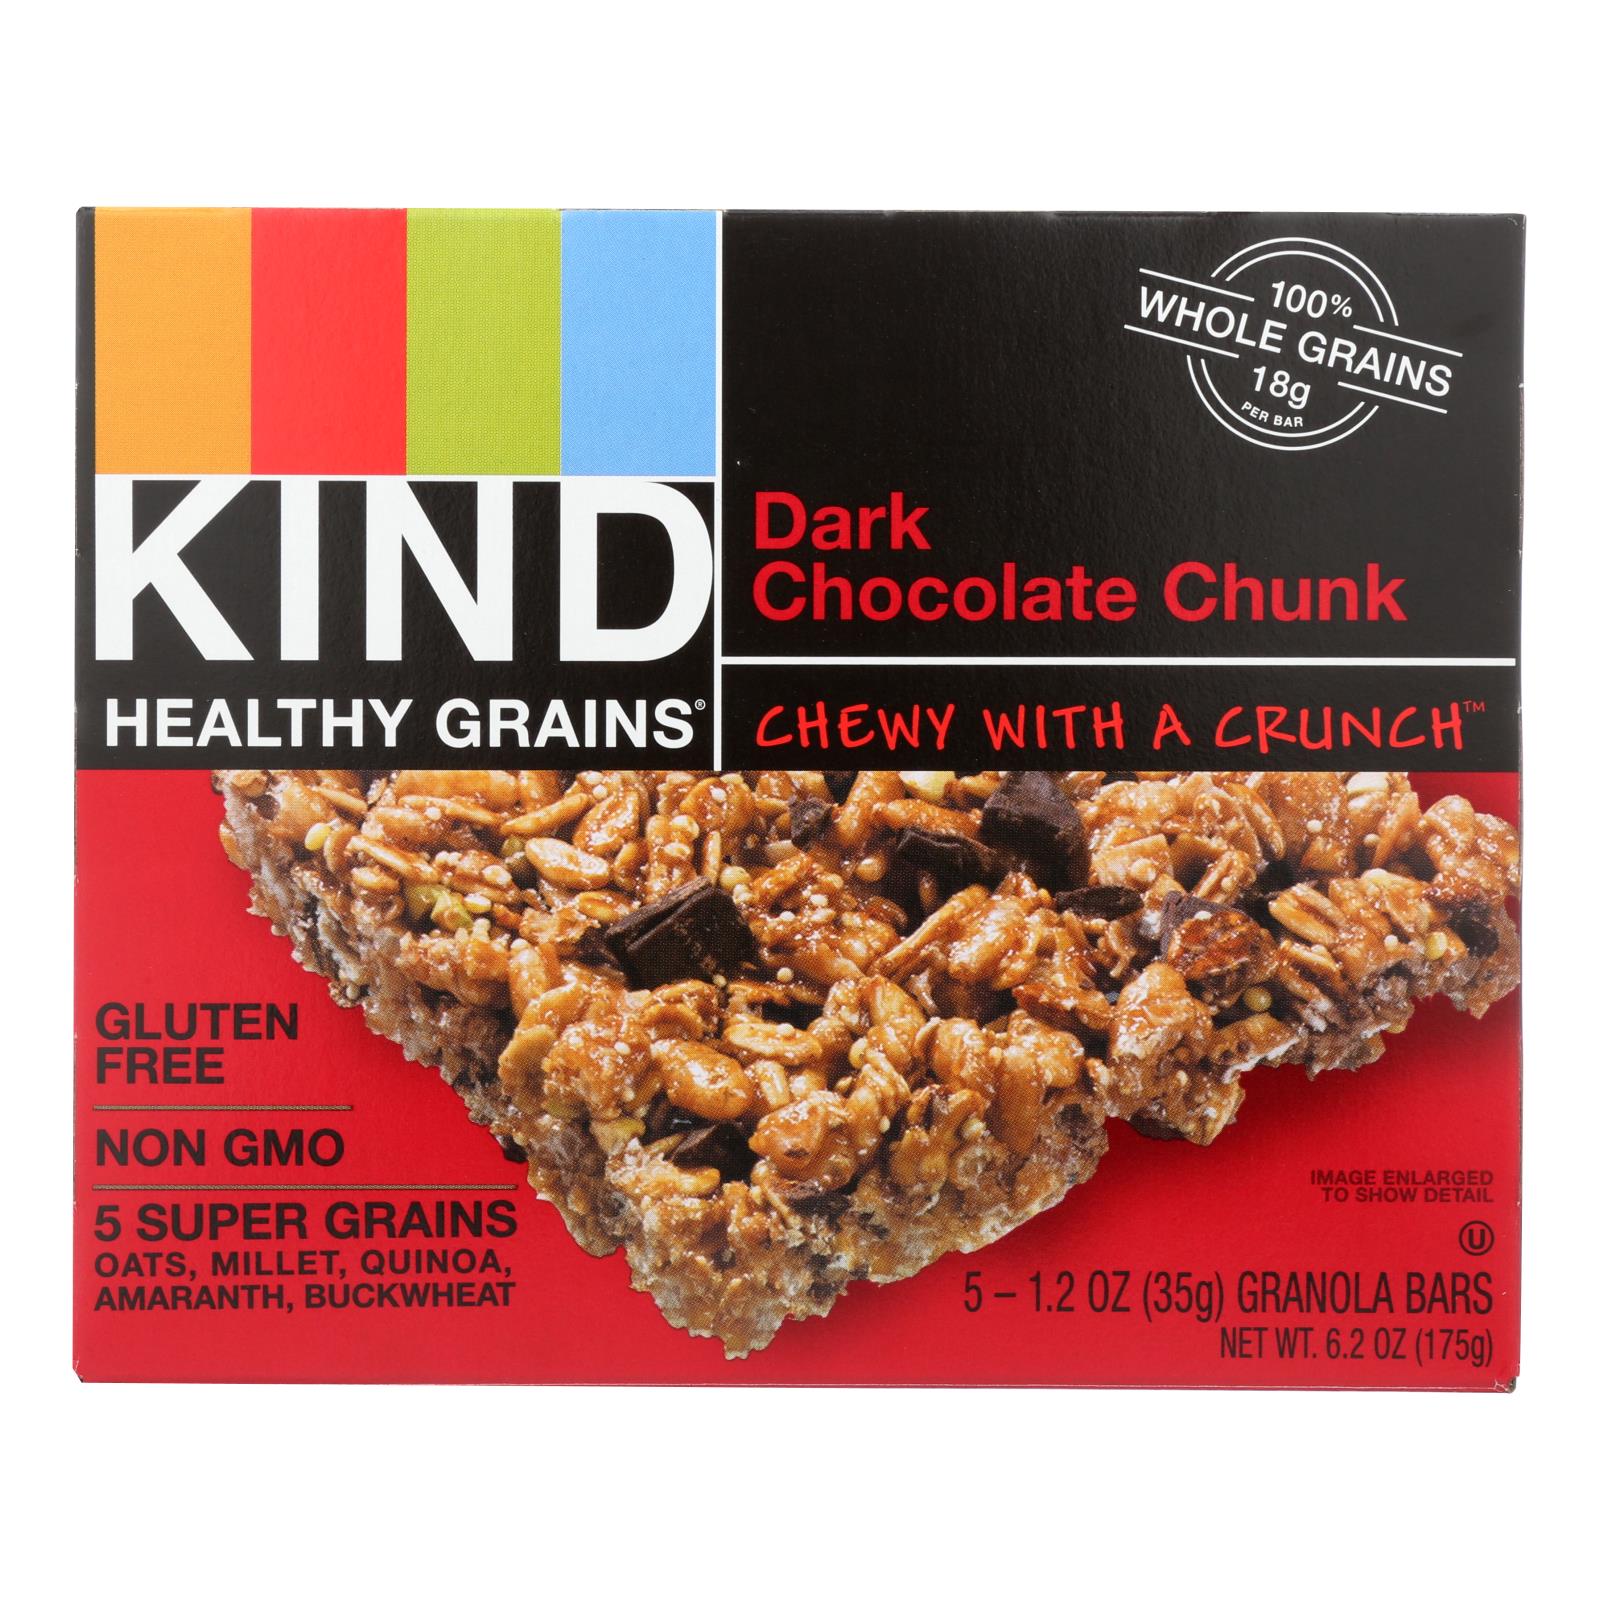 KIND
HEALTHY GRAINS®
100%
WHOLE GRAINS
18g
PER BAR
Dark
Chocolate Chunk
CHEWY WITH A CRUNCH™
GLUTEN
FREE
NON GMO
5 SUPER GRAINS
OATS, MILLET, QUINOA,
AMARANTH, BUCKWHEAT
IMAGE ENLARGED
TO SHOW DETAIL
U
5 – 1.2 OZ (35g) GRANOLA BARS
NET WT. 6.2 OZ (175g)